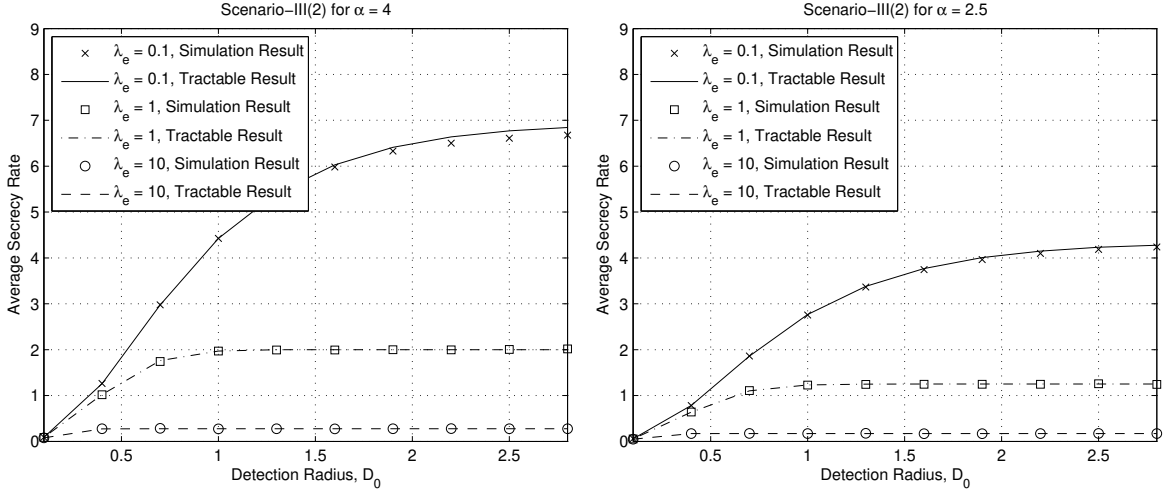 Scenario-III(2) for α = 4
Average Secrecy Rate
9
8
7
6
5
4
3
2
1
0
λe = 0.1, Simulation Result
λe = 0.1, Tractable Result
λe = 1, Simulation Result
λe = 1, Tractable Result
λe = 10, Simulation Result
λe = 10, Tractable Result
0.5 1 1.5 2 2.5
Detection Radius, D0
Scenario-III(2) for α = 2.5
Average Secrecy Rate
9
8
7
6
5
4
3
2
1
0
λe = 0.1, Simulation Result
λe = 0.1, Tractable Result
λe = 1, Simulation Result
λe = 1, Tractable Result
λe = 10, Simulation Result
λe = 10, Tractable Result
0.5 1 1.5 2 2.5
Detection Radius, D0